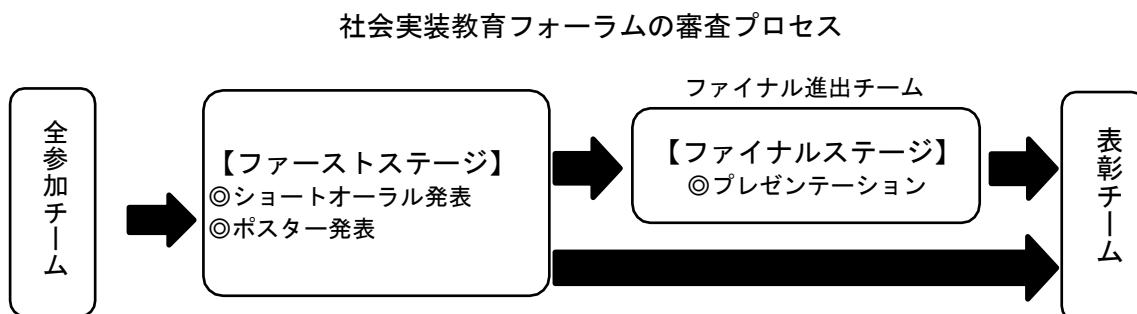 社会実装教育フォーラムの審査プロセス
全参加チーム
【ファーストステージ】
◎ショートオーラル発表
◎ポスター発表
ファイナル進出チーム
【ファイナルステージ】
◎プレゼンテーション
表彰チーム